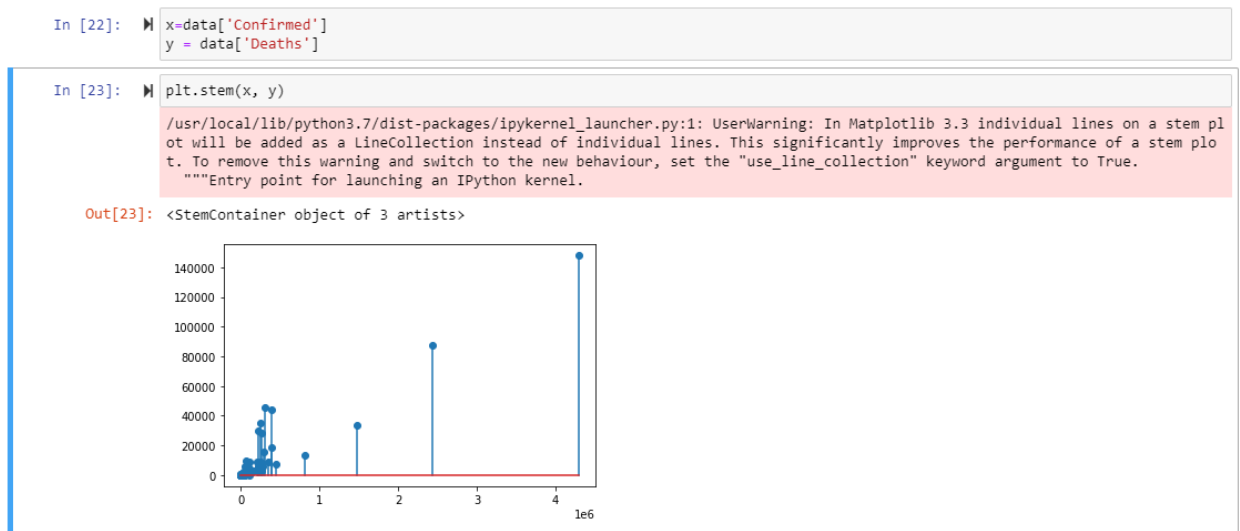 In [22]:
x=data['Confirmed']
y = data['Deaths']
In [23]:
plt.stem(x, y)
/usr/local/lib/python3.7/dist-packages/ipykernel_launcher.py:1: UserWarning: In Matplotlib 3.3 individual lines on a stem pl
ot will be added as a LineCollection instead of individual lines. This significantly improves the performance of a stem plo
t. To remove this warning and switch to the new behaviour, set the "use_line_collection" keyword argument to True.
"""Entry point for launching an IPython kernel.
Out[23]: <StemContainer object of 3 artists>
140000
120000
100000
80000
60000
40000
20000
0
0 1 2 3 4
1e6